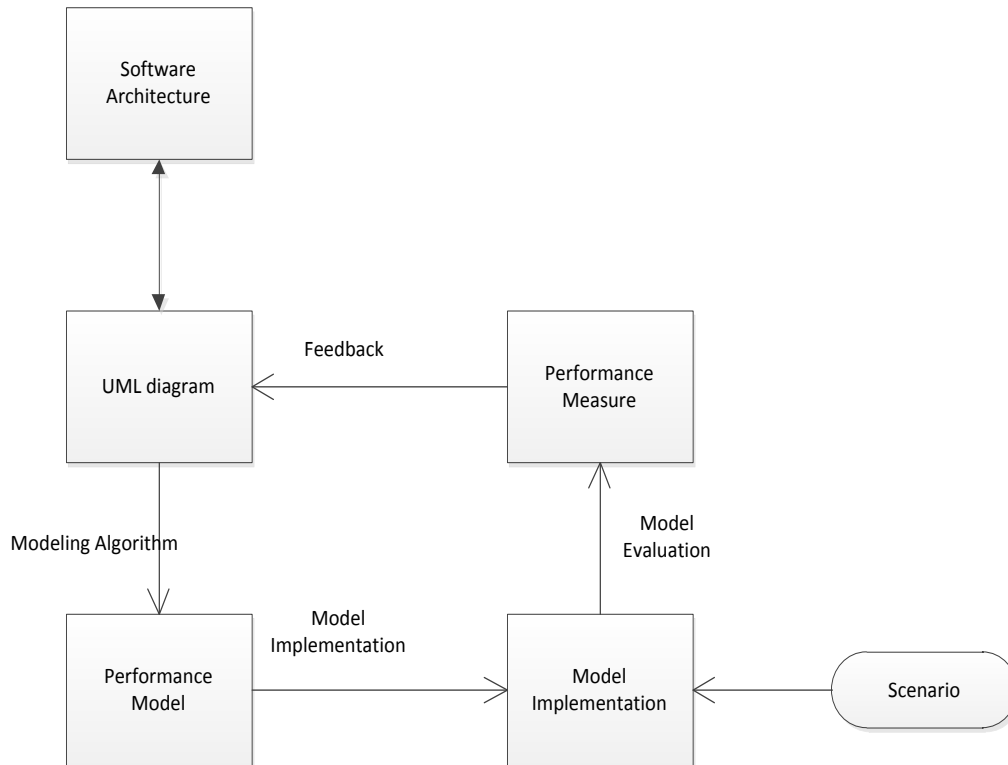 Software
Architecture
Feedback
UML diagram
Performance
Measure
Modeling Algorithm
Model
Evaluation
Model
Implementation
Performance
Model
Model
Implementation
Scenario